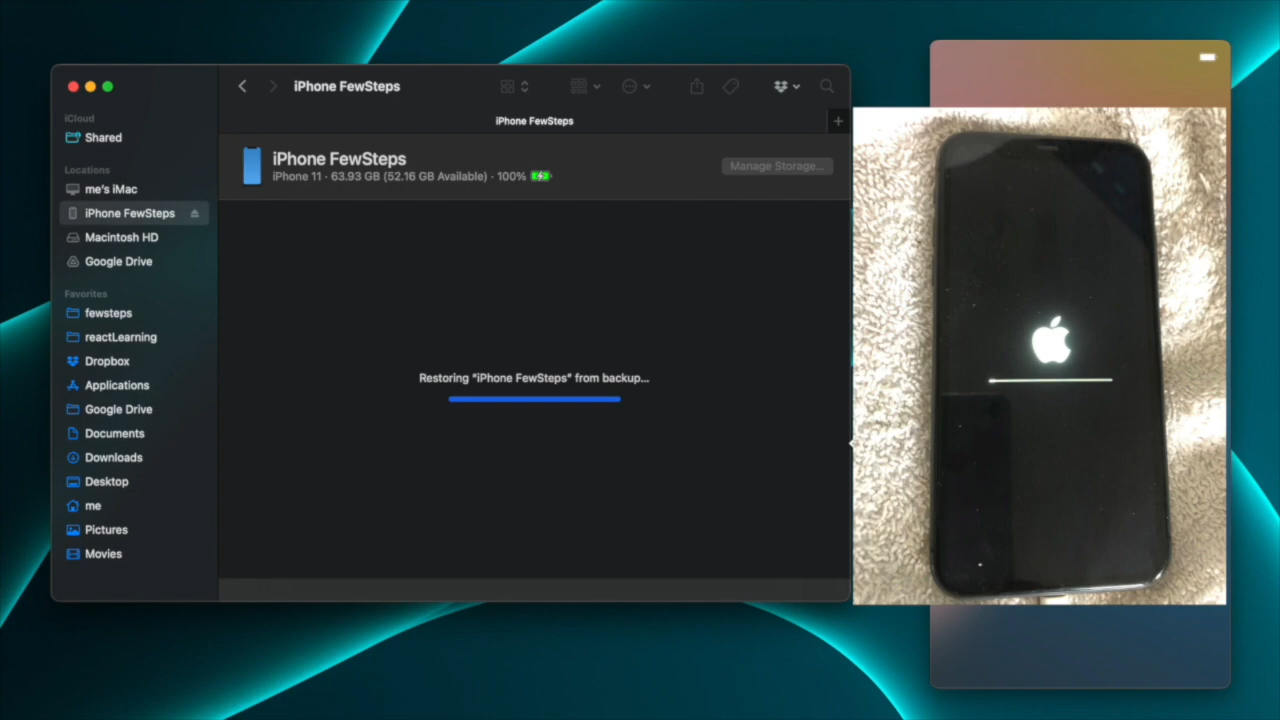 iCloud
Shared
Locations
me's iMac
iPhone FewSteps
Macintosh HD
Google Drive
Favorites
fewsteps
reactLearning
Dropbox
Applications
Google Drive
Documents
Downloads
Desktop
me
Pictures
Movies
iPhone FewSteps
iPhone FewSteps
iPhone FewSteps
Manage Storage...
iPhone 11 · 63.93 GB (52.16 GB Available) · 100%
Restoring "iPhone FewSteps" from backup...